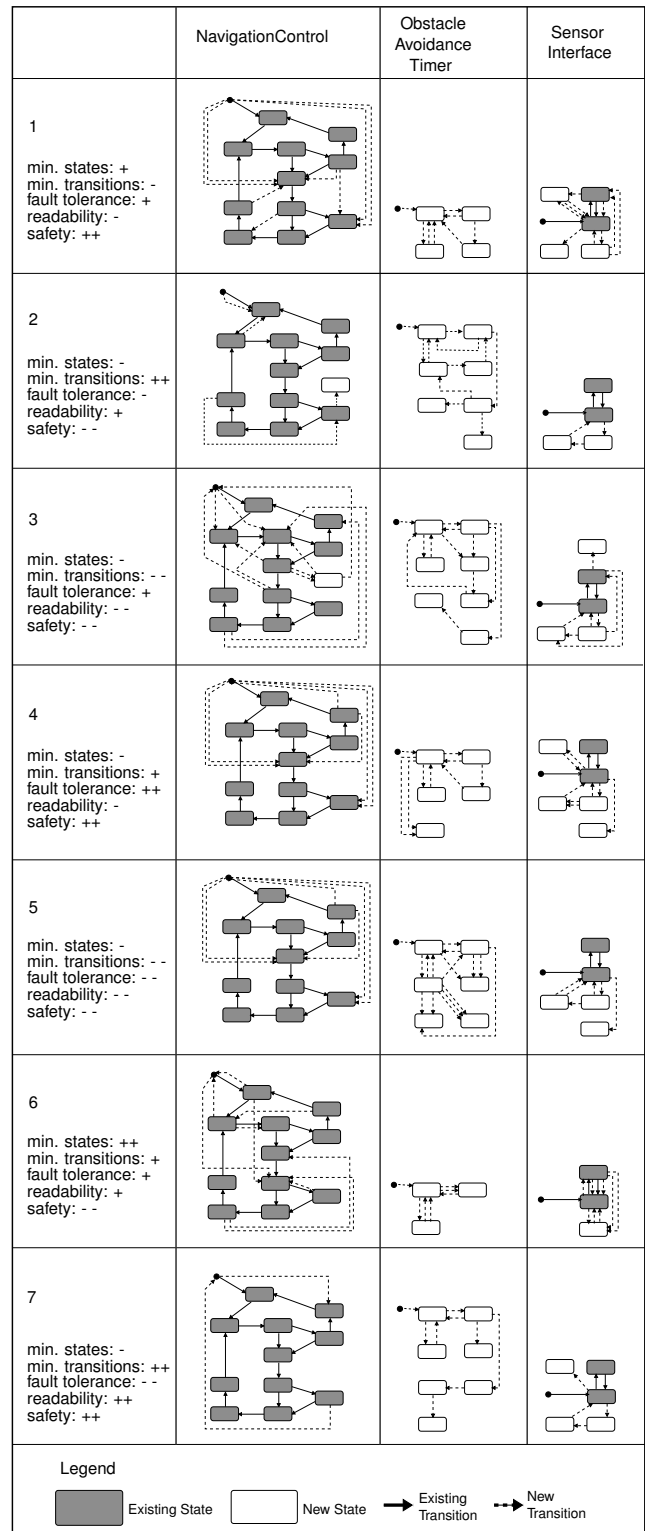 NavigationControl
Obstacle
Avoidance
Timer
Sensor
Interface
1
min. states: +
min. transitions: -
fault tolerance: +
readability: -
safety: ++
2
min. states: -
min. transitions: ++
fault tolerance: -
readability: +
safety: - -
3
min. states: -
min. transitions: - -
fault tolerance: +
readability: - -
safety: - -
4
min. states: -
min. transitions: +
fault tolerance: ++
readability: -
safety: ++
5
min. states: -
min. transitions: - -
fault tolerance: - -
readability: - -
safety: - -
6
min. states: ++
min. transitions: +
fault tolerance: +
readability: +
safety: - -
7
min. states: -
min. transitions: ++
fault tolerance: - -
readability: ++
safety: ++
Legend
Existing State
New State
Existing
Transition
New
Transition